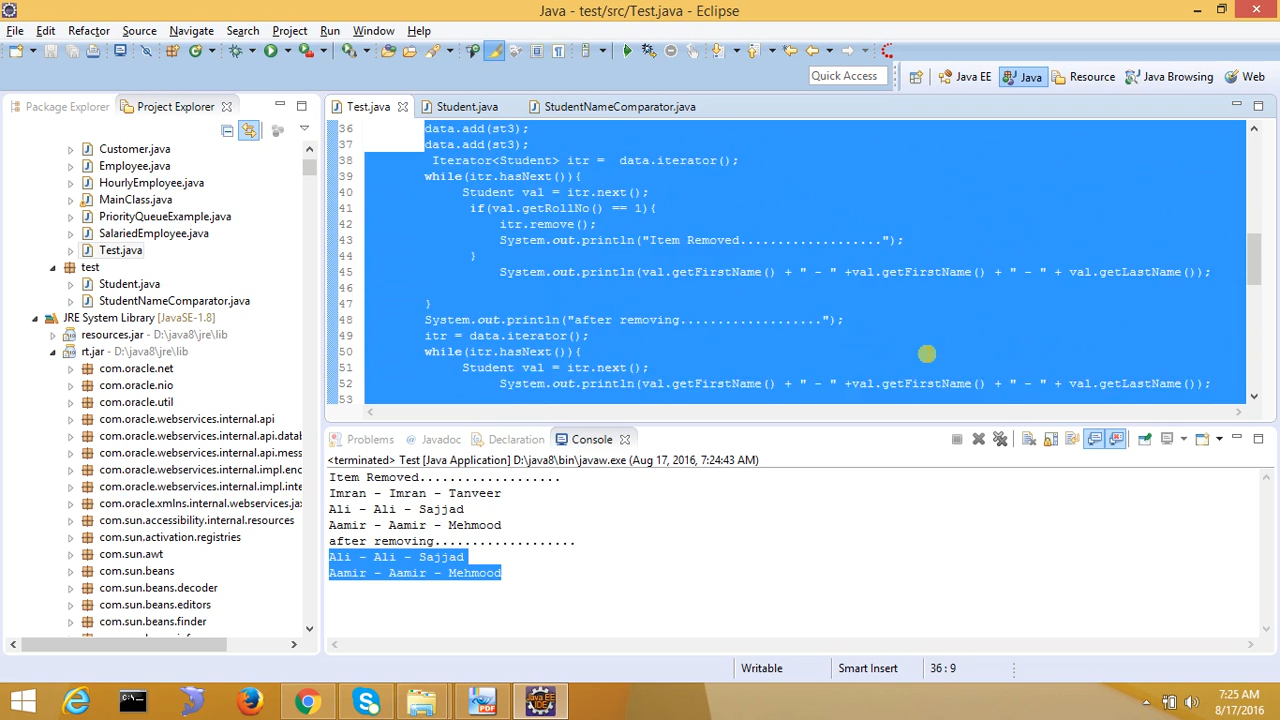 Java - test/src/Test.java - Eclipse
File Edit Refactor Source Navigate Search Project Run Window Help
Quick Access
Java EE Java Resource Java Browsing Web
Package Explorer Project Explorer
Customer.java
Employee.java
HourlyEmployee.java
MainClass.java
PriorityQueueExample.java
SalariedEmployee.java
Test.java
test
Student.java
StudentNameComparator.java
JRE System Library [JavaSE-1.8]
resources.jar - D:\java8\jre\lib
rt.jar - D:\java8\jre\lib
com.oracle.net
com.oracle.nio
com.oracle.util
com.oracle.webservices.internal.api
com.oracle.webservices.internal.api.datab
com.oracle.webservices.internal.api.mess
com.oracle.webservices.internal.impl.enc
com.oracle.webservices.internal.impl.inte
com.oracle.xmlns.internal.webservices.ja
com.sun.accessibility.internal.resources
com.sun.activation.registries
com.sun.awt
com.sun.beans
com.sun.beans.decoder
com.sun.beans.editors
com.sun.beans.finder
Test.java Student.java StudentNameComparator.java
36 data.add(st3);
37 data.add(st3);
38 Iterator<Student> itr = data.iterator();
39 while(itr.hasNext()){
40 Student val = itr.next();
41 if(val.getRollNo() == 1){
42 itr.remove();
43 System.out.println("Item Removed...................");
44 }
45 System.out.println(val.getFirstName() + " - " +val.getFirstName() + " - " + val.getLastName());
46
47 }
48 System.out.println("after removing...................");
49 itr = data.iterator();
50 while(itr.hasNext()){
51 Student val = itr.next();
52 System.out.println(val.getFirstName() + " - " +val.getFirstName() + " - " + val.getLastName());
53
Problems Javadoc Declaration Console
<terminated> Test [Java Application] D:\java8\bin\javaw.exe (Aug 17, 2016, 7:24:43 AM)
Item Removed...................
Imran - Imran - Tanveer
Ali - Ali - Sajjad
Aamir - Aamir - Mehmood
after removing...................
Ali - Ali - Sajjad
Aamir - Aamir - Mehmood
Writable Smart Insert 36 : 9
7:25 AM
8/17/2016